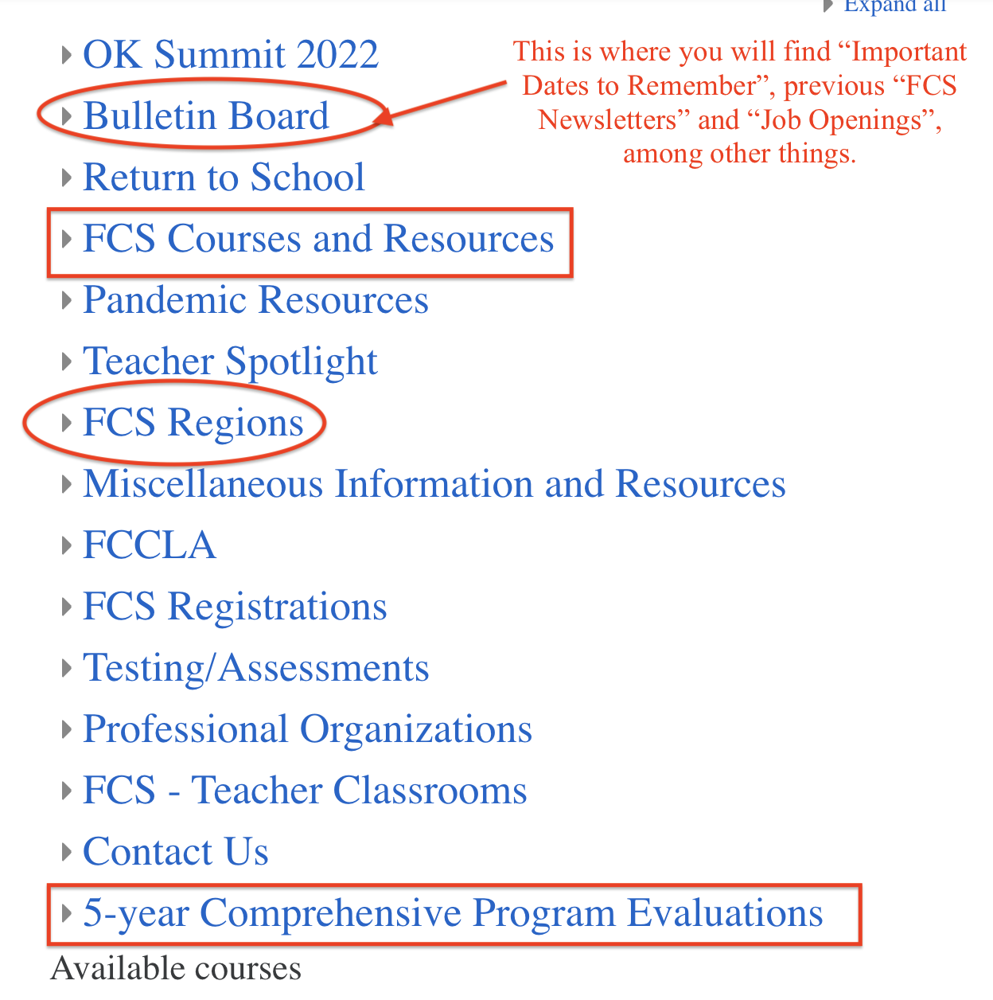 Expand all
OK Summit 2022
This is where you will find “Important
Dates to Remember”, previous “FCS
Newsletters” and “Job Openings”,
among other things.
Bulletin Board
Return to School
FCS Courses and Resources
Pandemic Resources
Teacher Spotlight
FCS Regions
Miscellaneous Information and Resources
FCCLA
FCS Registrations
Testing/Assessments
Professional Organizations
FCS - Teacher Classrooms
Contact Us
5-year Comprehensive Program Evaluations
Available courses